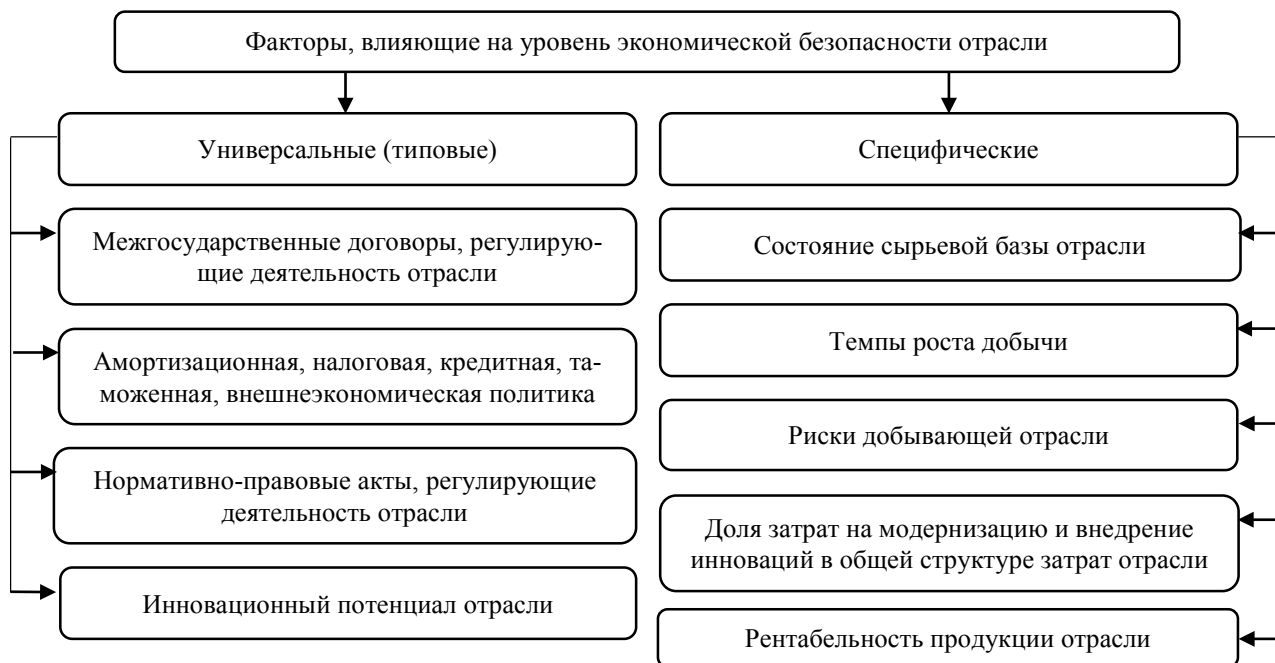 Факторы, влияющие на уровень экономической безопасности отрасли
Универсальные (типовые)
Межгосударственные договоры, регулирую-
щие деятельность отрасли
Амортизационная, налоговая, кредитная, та-
моженная, внешнеэкономическая политика
Нормативно-правовые акты, регулирующие
деятельность отрасли
Инновационный потенциал отрасли
Специфические
Состояние сырьевой базы отрасли
Темпы роста добычи
Риски добывающей отрасли
Доля затрат на модернизацию и внедрение
инноваций в общей структуре затрат отрасли
Рентабельность продукции отрасли